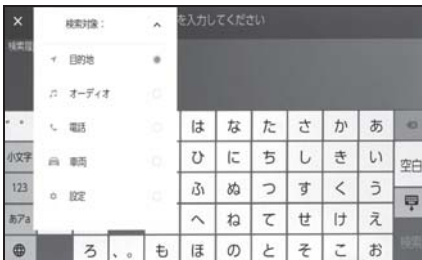 検索対象：
を入力してください
検索履
目的地
オーディオ
電話
車両
設定
は な た さ か あ
小文字 ひ に ち し き い 空白
123 ふ ぬ つ す く う
あア a へ ね て せ け え
ろ 、。 も ほ の と そ こ お 検索